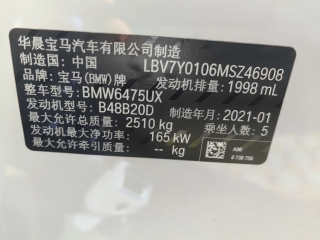 华晨宝马汽车有限公司制造
制造国：中国 LBV7Y0106MSZ46908
品牌：宝马(BMW)牌 发动机排量：1998 mL
整车型号：BMW6475UX
发动机型号：B48B20D
最大允许总质量：2510 kg 制造年月：2021-01
发动机最大净功率：165 kW 乘坐人数：5
最大允许牵引质量：-- kg
A96
8 738 756